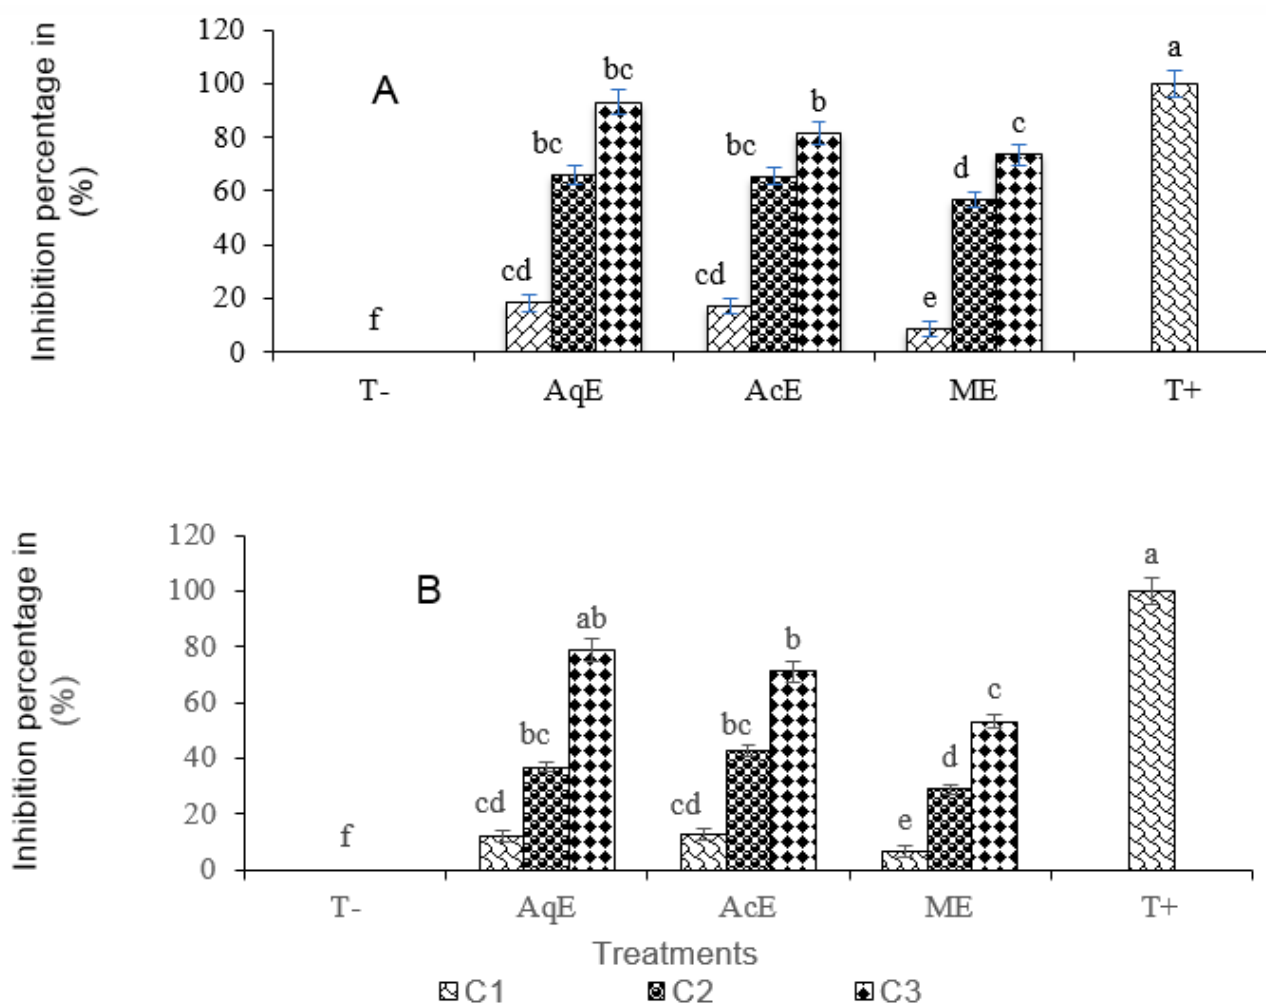 Inhibition percentage in
(%)
120
100
80
60
40
20
0
A
f
cd
bc
bc
cd
bc
b
e
d
c
a
T-
AqE
AcE
ME
T+
Inhibition percentage in
(%)
120
100
80
60
40
20
0
B
f
cd
bc
ab
cd
bc
b
e
d
c
a
T-
AqE
AcE
ME
T+
Treatments
C1
C2
C3